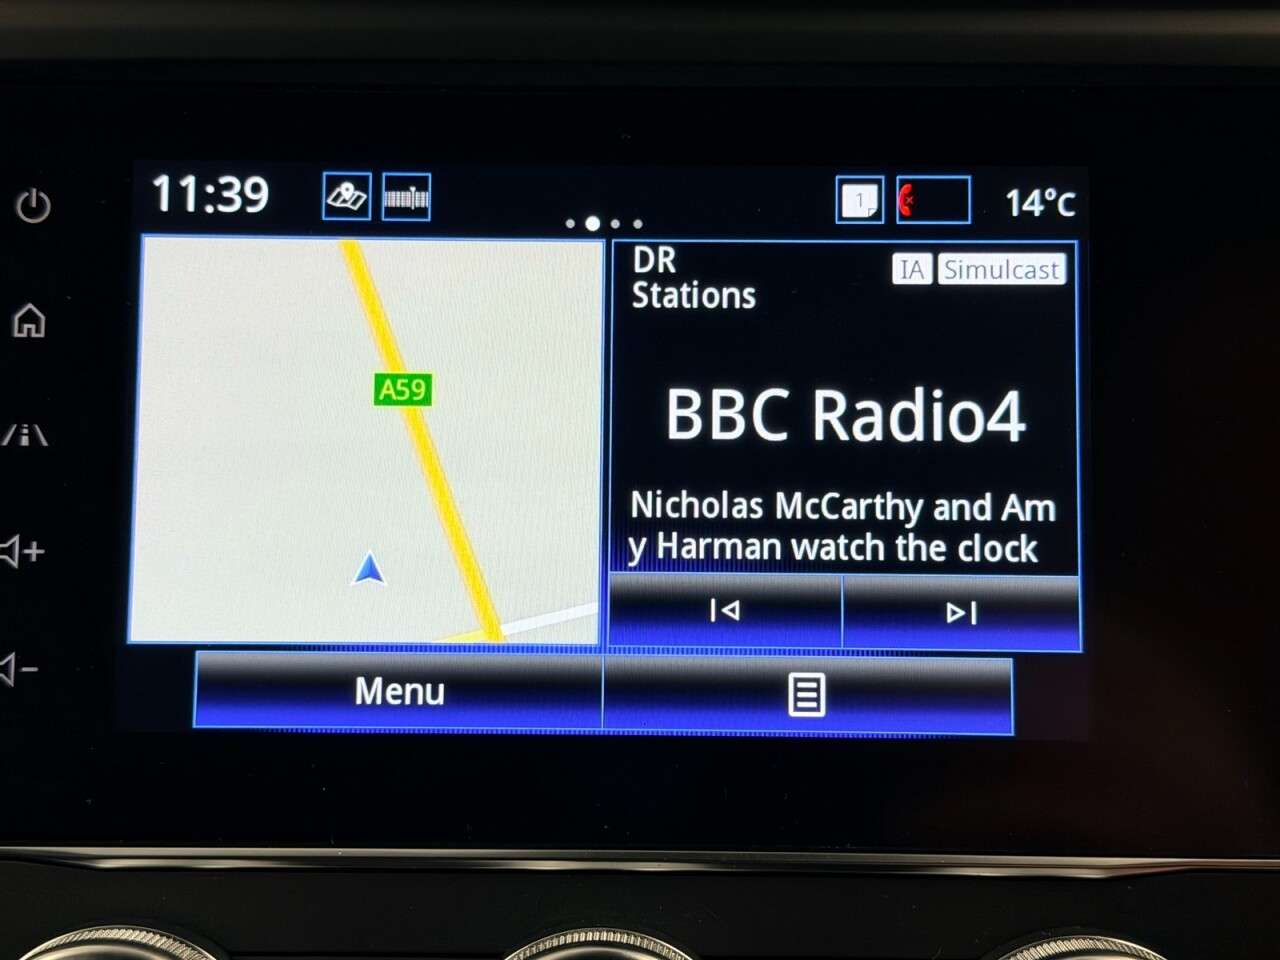 11:39
1
14°C
A59
DR
IA Simulcast
Stations
BBC Radio4
Nicholas McCarthy and Am
y Harman watch the clock
Menu